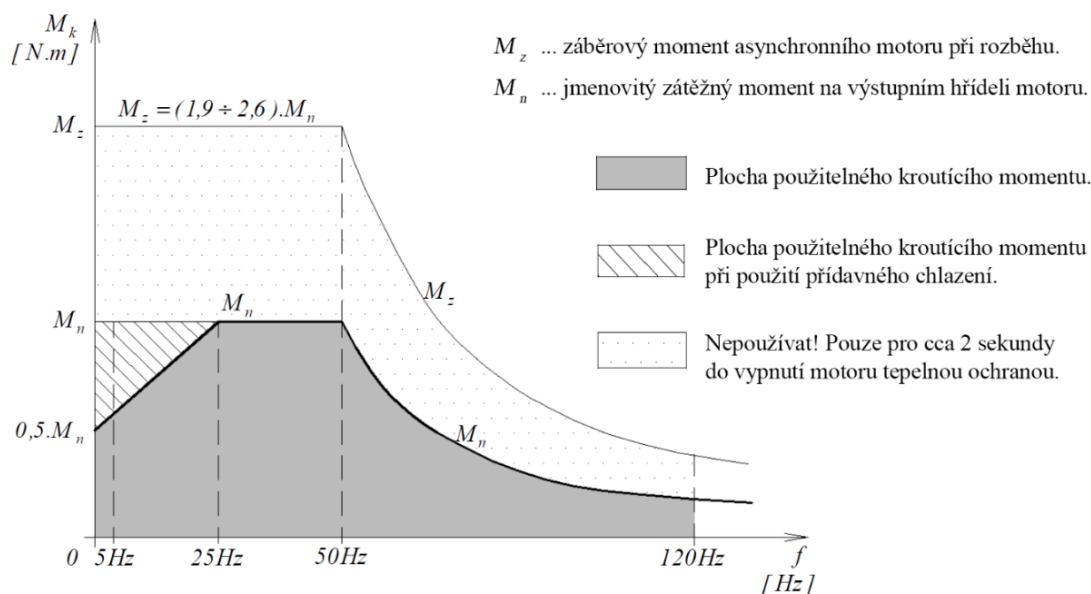 M_k
[N.m]
M_z ... záběrový moment asynchronního motoru při rozběhu.
M_n ... jmenovitý zátěžný moment na výstupním hřídeli motoru.
M_z = (1,9 ÷ 2,6).M_n
M_z
Plocha použitelného kroutícího momentu.
Plocha použitelného kroutícího momentu
při použití přídavného chlazení.
M_z
M_n
M_n
Nepoužívat! Pouze pro cca 2 sekundy
do vypnutí motoru tepelnou ochranou.
0,5.M_n
M_n
0 5Hz 25Hz 50Hz 120Hz f
[Hz]